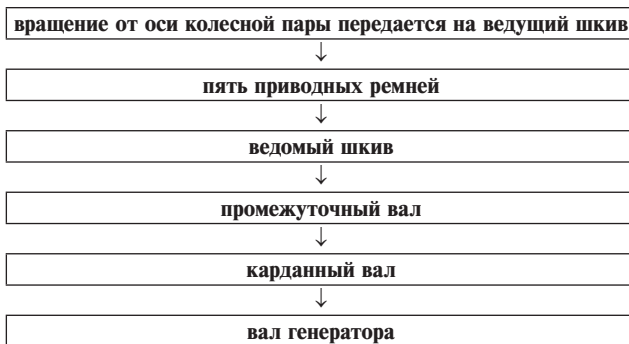 вращение от оси колесной пары передается на ведущий шкив
↓
пять приводных ремней
↓
ведомый шкив
↓
промежуточный вал
↓
карданный вал
↓
вал генератора